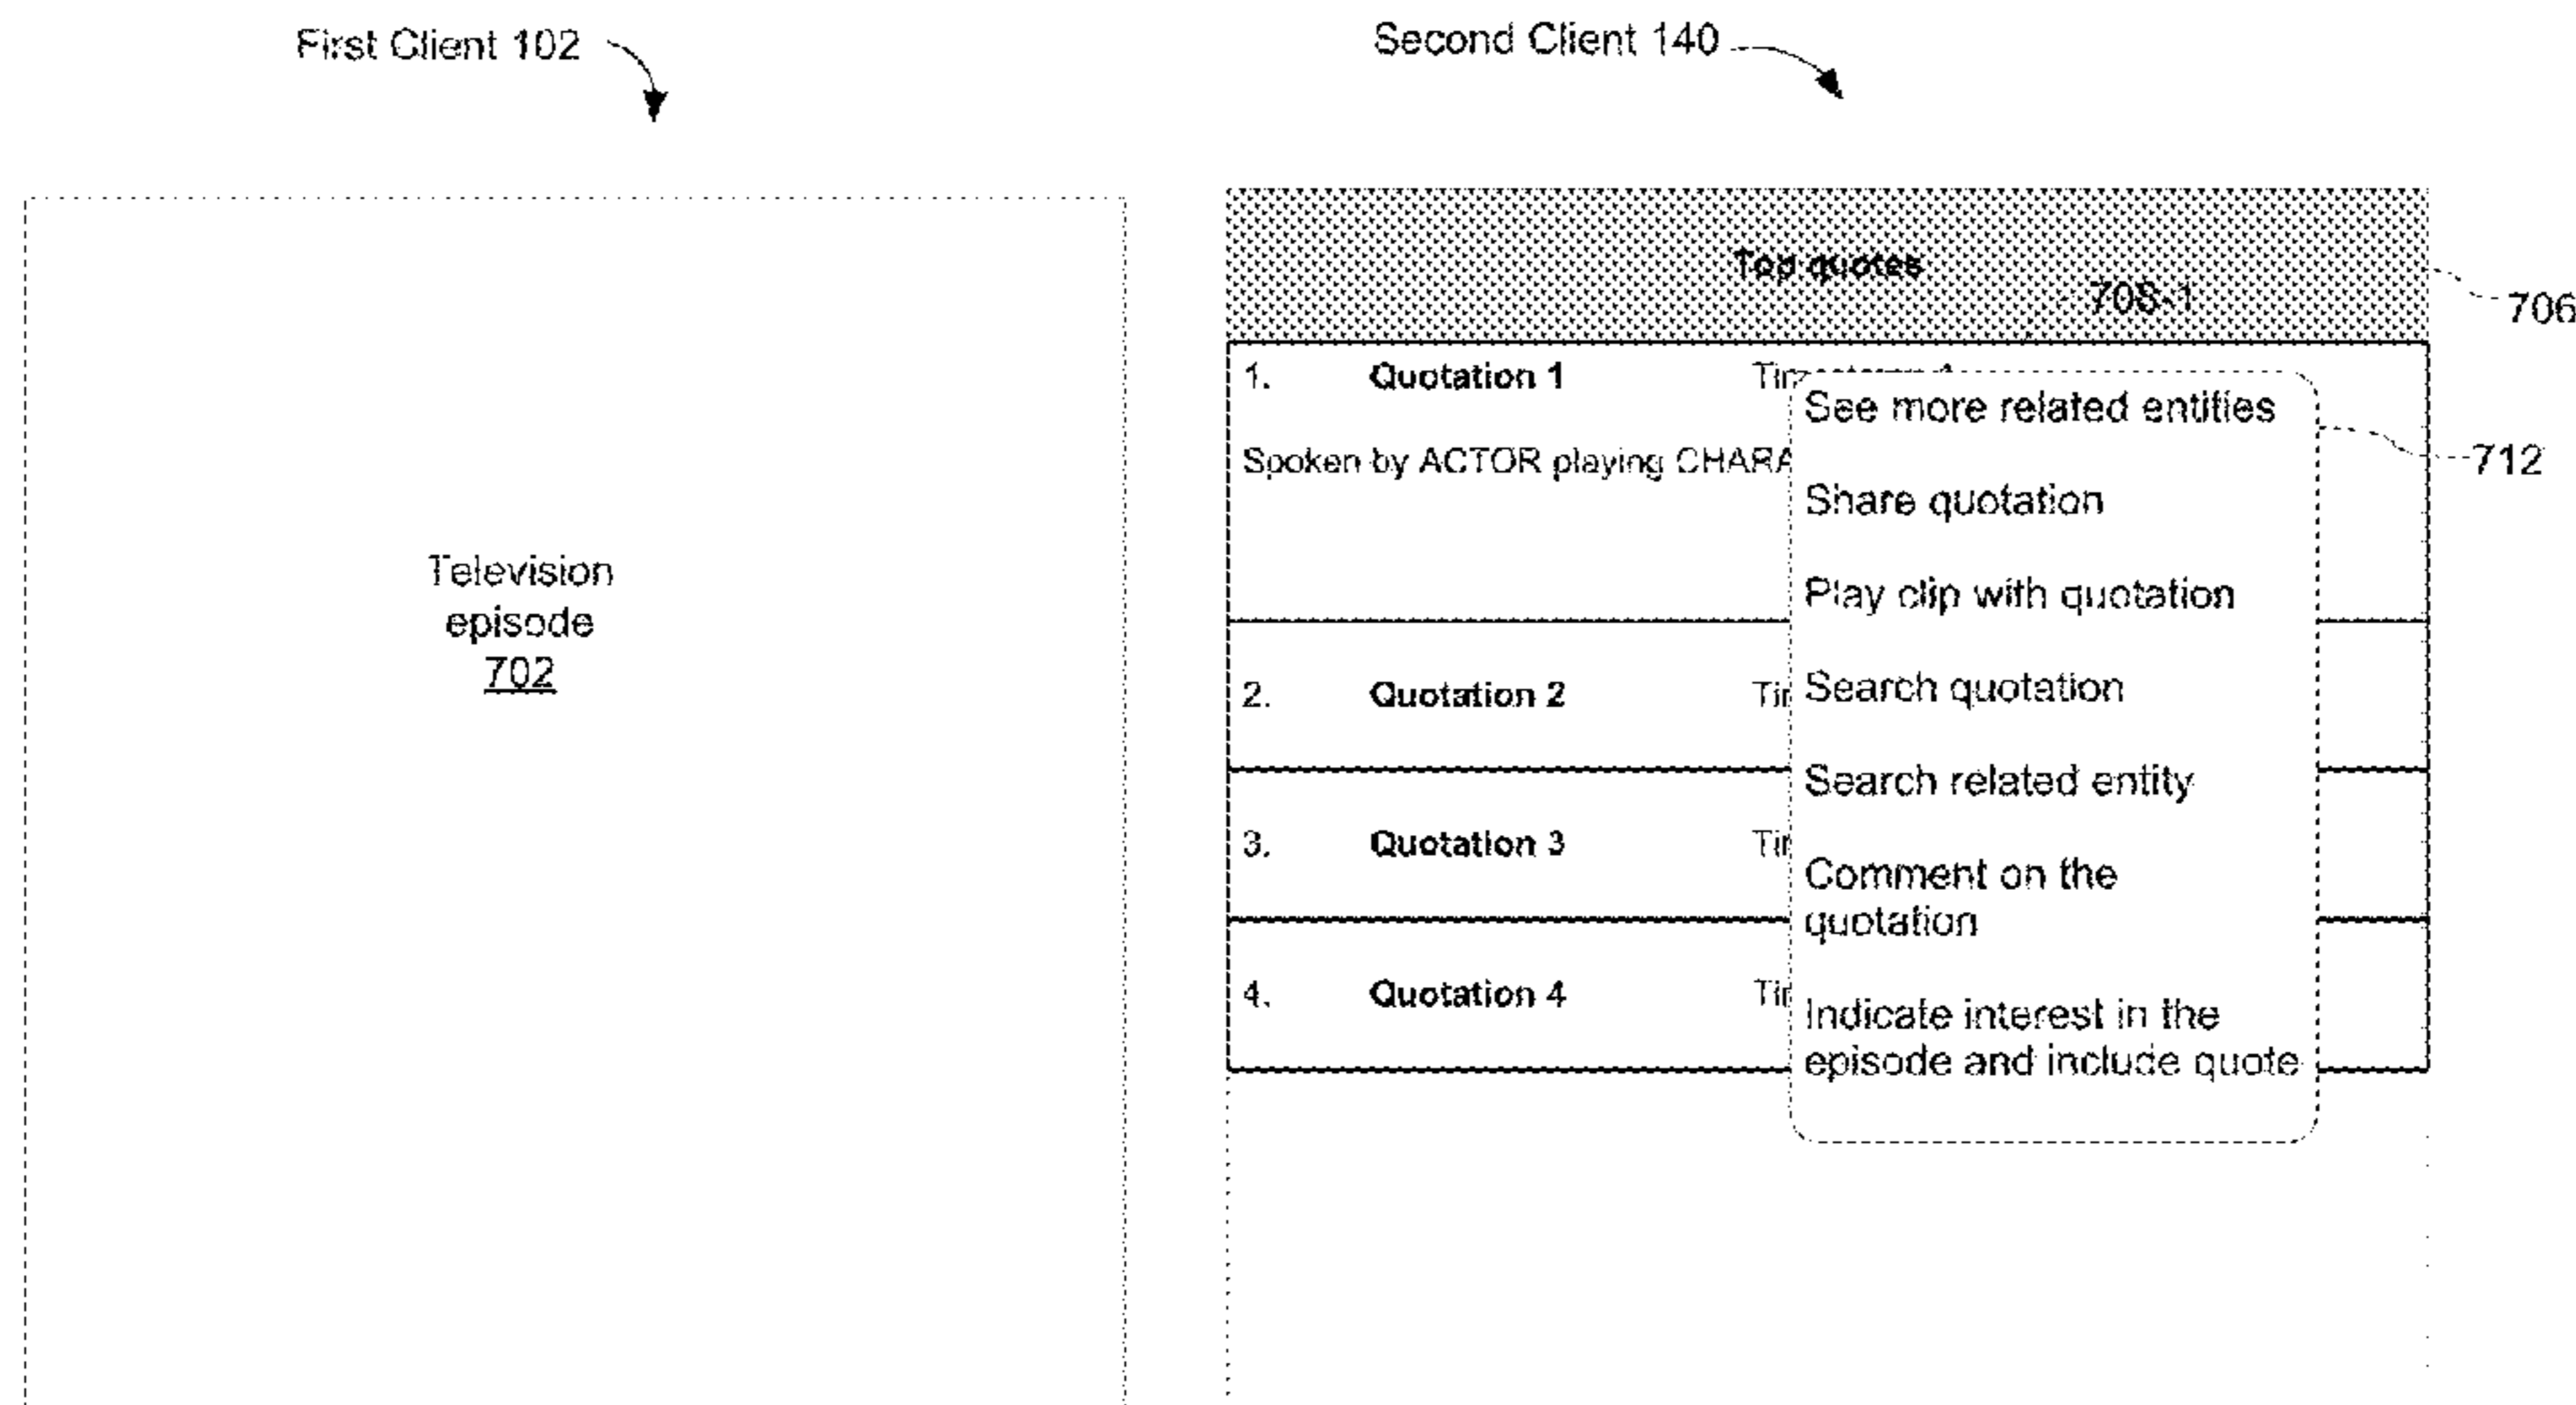 First Client 102
Second Client 140
Top quotes
708-1
706
1. Quotation 1
Spoken by ACTOR playing
See more related entities
712
Share quotation
Play clip with quotation
Television
episode
702
2. Quotation 2
Search quotation
Search related entity
3. Quotation 3
Comment on the
quotation
4. Quotation 4
Indicate interest in the
episode and include quote